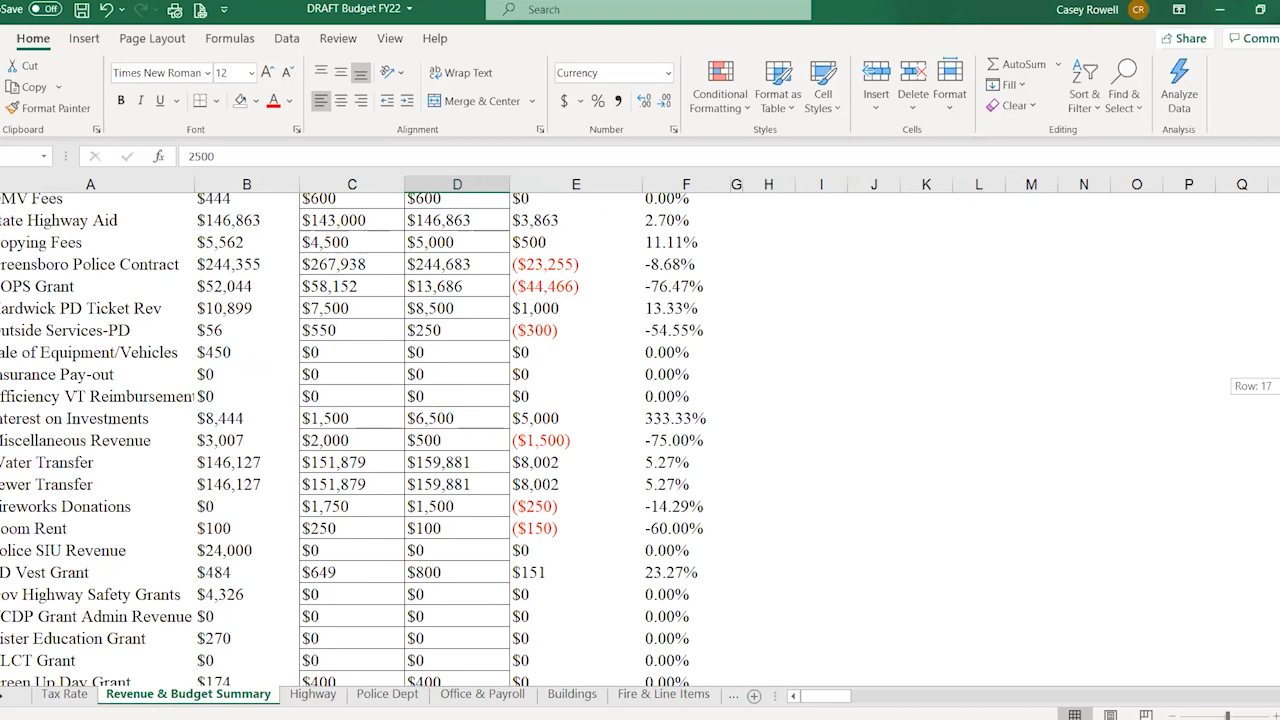 Save Off DRAFT Budget FY22 Search Casey Rowell CR
Home Insert Page Layout Formulas Data Review View Help Share Comm
Cut Copy Format Painter Clipboard
Times New Roman 12 A A B I U A Font
Wrap Text Merge & Center Alignment
Currency $ % Number
Conditional Formatting Format as Table Cell Styles Styles
Insert Delete Format Cells
AutoSum Fill Clear Sort & Filter Find & Select Editing
Analyze Data Analysis
fx 2500
A B C D E F G H I J K L M N O P Q
MV Fees $444 $600 $600 $0 0.00%
tate Highway Aid $146,863 $143,000 $146,863 $3,863 2.70%
opying Fees $5,562 $4,500 $5,000 $500 11.11%
reensboro Police Contract $244,355 $267,938 $244,683 ($23,255) -8.68%
OPS Grant $52,044 $58,152 $13,686 ($44,466) -76.47%
ardwick PD Ticket Rev $10,899 $7,500 $8,500 $1,000 13.33%
utside Services-PD $56 $550 $250 ($300) -54.55%
ale of Equipment/Vehicles $450 $0 $0 $0 0.00%
nsurance Pay-out $0 $0 $0 $0 0.00%
fficiency VT Reimbursement $0 $0 $0 $0 0.00%
Row: 17
nterest on Investments $8,444 $1,500 $6,500 $5,000 333.33%
iscellaneous Revenue $3,007 $2,000 $500 ($1,500) -75.00%
ater Transfer $146,127 $151,879 $159,881 $8,002 5.27%
ewer Transfer $146,127 $151,879 $159,881 $8,002 5.27%
ireworks Donations $0 $1,750 $1,500 ($250) -14.29%
oom Rent $100 $250 $100 ($150) -60.00%
olice SIU Revenue $24,000 $0 $0 $0 0.00%
D Vest Grant $484 $649 $800 $151 23.27%
ov Highway Safety Grants $4,326 $0 $0 $0 0.00%
CDP Grant Admin Revenue $0 $0 $0 $0 0.00%
ister Education Grant $270 $0 $0 $0 0.00%
LCT Grant $0 $0 $0 $0 0.00%
reen Up Day Grant $174 $400 $400 $0 0.00%
Tax Rate Revenue & Budget Summary Highway Police Dept Office & Payroll Buildings Fire & Line Items ...